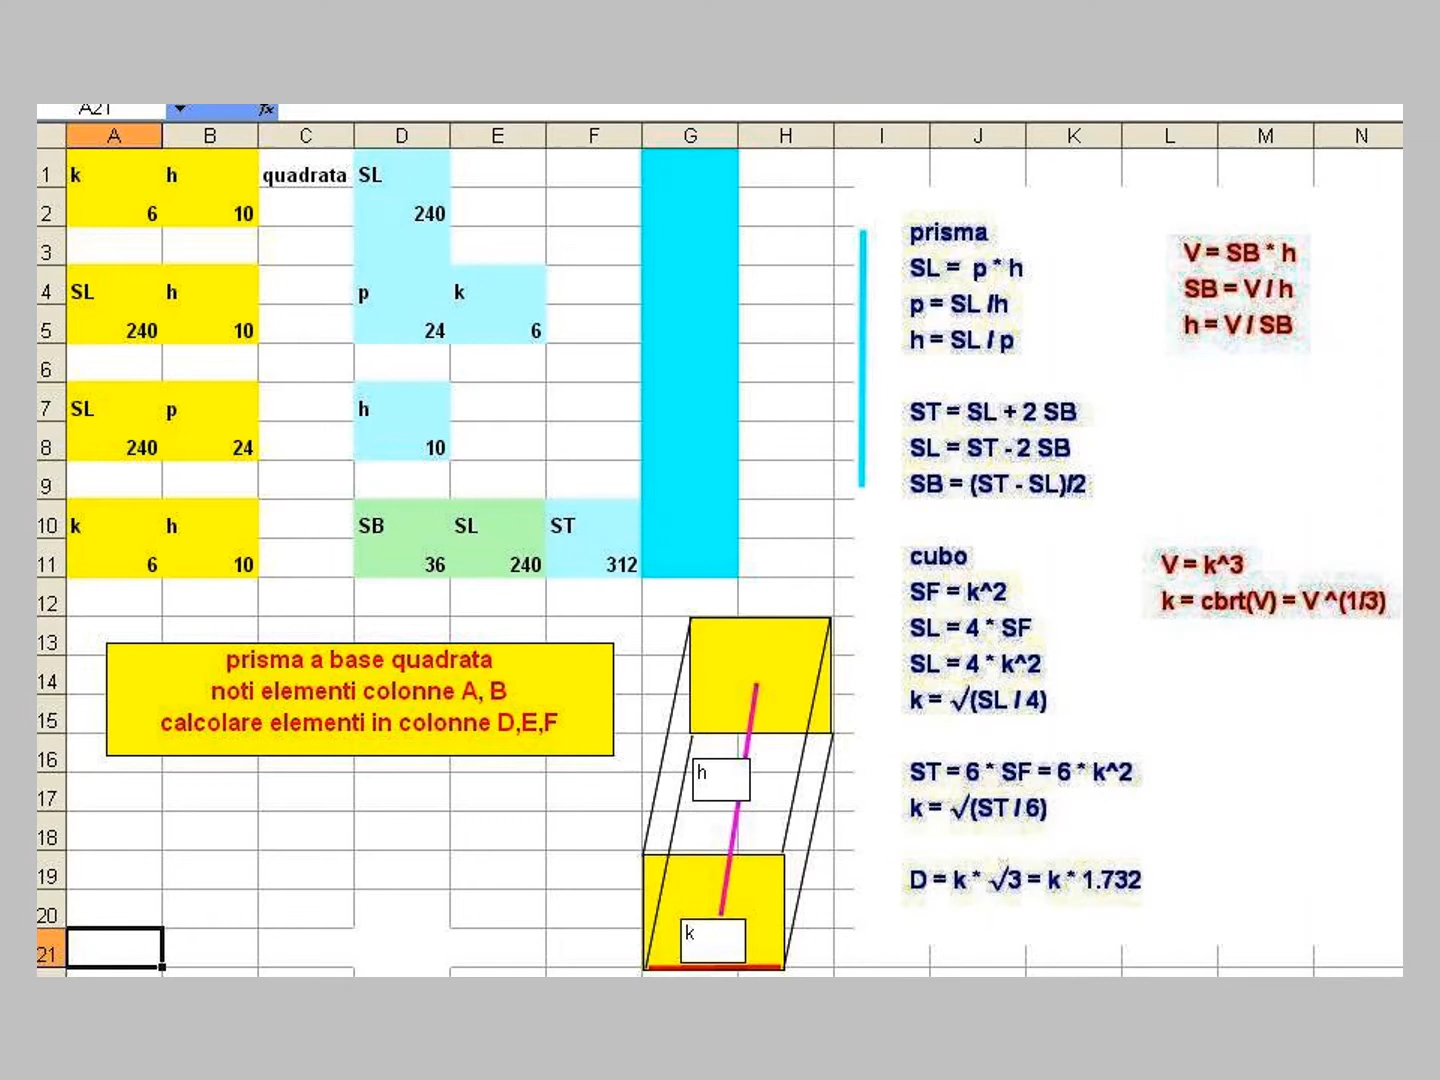 A21 fx
A B C D E F G H I J K L M N
1 k h quadrata SL
2 6 10 240
3
4 SL h p k
5 240 10 24 6
6
7 SL p h
8 240 24 10
9
10 k h SB SL ST
11 6 10 36 240 312
12
13
14
15
16
17
18
19
20
21
prisma a base quadrata
noti elementi colonne A, B
calcolare elementi in colonne D,E,F
h
k
prisma
SL = p * h
p = SL /h
h = SL / p
ST = SL + 2 SB
SL = ST - 2 SB
SB = (ST - SL)/2
V = SB * h
SB = V / h
h = V / SB
cubo
SF = k^2
SL = 4 * SF
SL = 4 * k^2
k = √(SL / 4)
ST = 6 * SF = 6 * k^2
k = √(ST / 6)
D = k * √3 = k * 1.732
V = k^3
k = cbrt(V) = V ^(1/3)